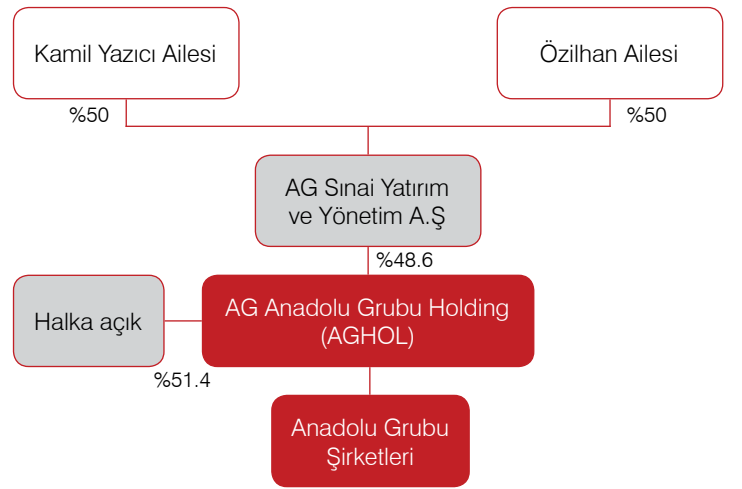 Kamil Yazıcı Ailesi
Özilhan Ailesi
%50
%50
AG Sınai Yatırım
ve Yönetim A.Ş
%48.6
Halka açık
AG Anadolu Grubu Holding
(AGHOL)
%51.4
Anadolu Grubu
Şirketleri